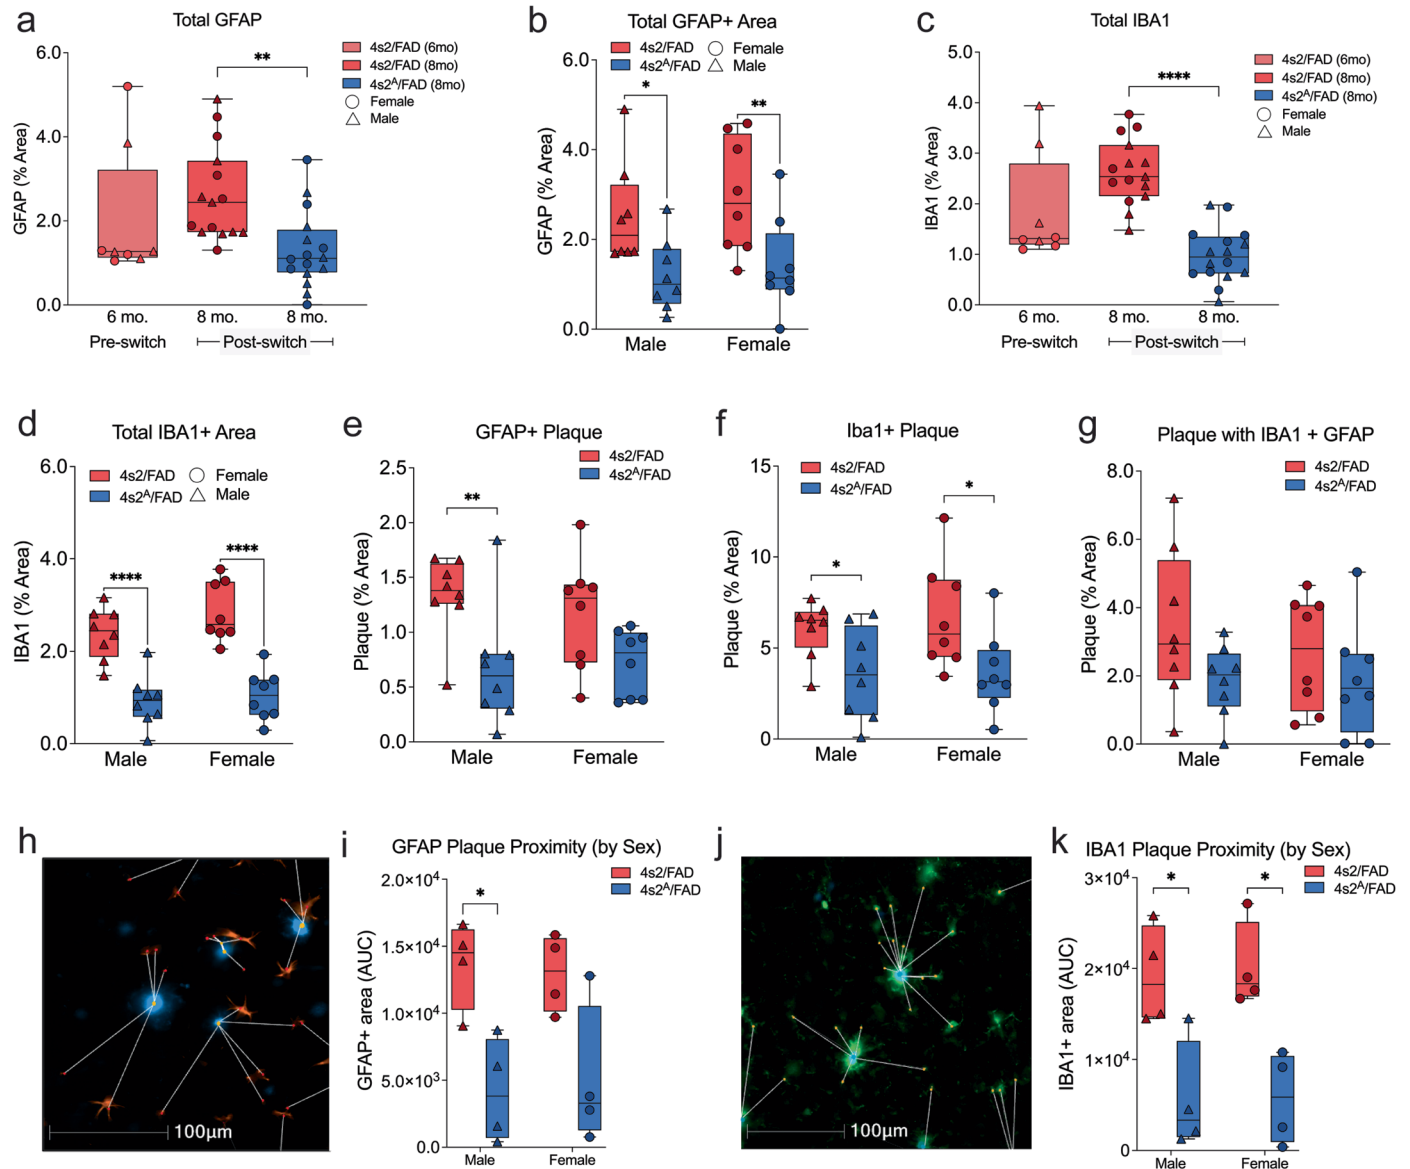 a
Total GFAP
6.0
4.0
2.0
0.0
GFAP (% Area)
**
4s2/FAD (6mo)
4s2/FAD (8mo)
4s2ᴬ/FAD (8mo)
Female
Male
6 mo. 8 mo. 8 mo.
Pre-switch Post-switch
b
Total GFAP+ Area
4s2/FAD Female
4s2ᴬ/FAD Male
6.0
4.0
2.0
0.0
GFAP (% Area)
* **
Male Female
c
Total IBA1
5.0
4.0
3.0
2.0
1.0
0.0
IBA1 (% Area)
****
4s2/FAD (6mo)
4s2/FAD (8mo)
4s2ᴬ/FAD (8mo)
Female
Male
6 mo. 8 mo. 8 mo.
Pre-switch Post-switch
d
Total IBA1+ Area
4s2/FAD Female
4s2ᴬ/FAD Male
6.0
4.0
2.0
0.0
IBA1 (% Area)
**** ****
Male Female
e
GFAP+ Plaque
4s2/FAD
4s2ᴬ/FAD
2.5
2.0
1.5
1.0
0.5
0.0
Plaque (% Area)
**
Male Female
f
Iba1+ Plaque
4s2/FAD
4s2ᴬ/FAD
15
10
5
0
Plaque (% Area)
* *
Male Female
g
Plaque with IBA1 + GFAP
4s2/FAD
4s2ᴬ/FAD
8.0
6.0
4.0
2.0
0.0
Plaque (% Area)
Male Female
h
100µm
i
GFAP Plaque Proximity (by Sex)
4s2/FAD
4s2ᴬ/FAD
2.0×10⁴
1.5×10⁴
1.0×10⁴
5.0×10³
0.0
GFAP+ area (AUC)
*
Male Female
j
100µm
k
IBA1 Plaque Proximity (by Sex)
4s2/FAD
4s2ᴬ/FAD
3×10⁴
2×10⁴
1×10⁴
0
IBA1+ area (AUC)
* *
Male Female